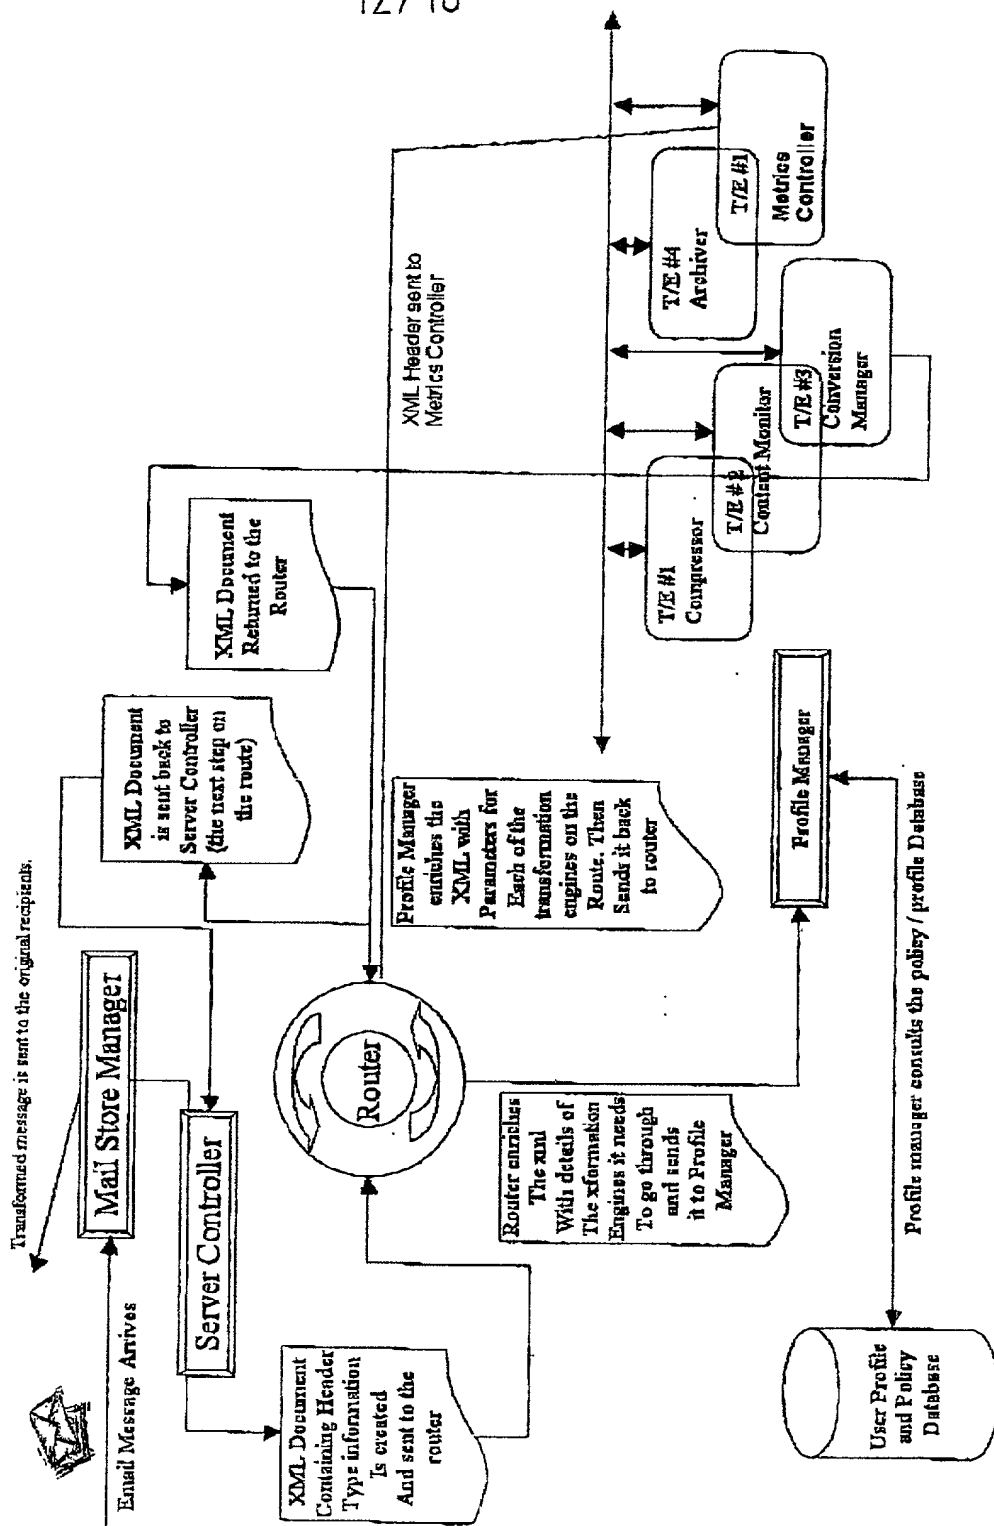 12/18
Transformed message is sent to the original recipients.
Email Message Arrives
Mail Store Manager
Server Controller
XML Document
is sent back to
Server Controller
(the next step on
the route)
XML Document
Returned to the
Router
XML Document
Containing Header
Type information
Is created
And sent to the
router
Router
XML Header sent to
Metrics Controller
Router enriches
The xml
With details of
The xformation
Engines it needs
To go through
and sends
it to Profile
Manager
Profile Manager
enriches the
XML with
Parameters for
Each of the
transformation
engines on the
Route. Then
Sends it back
to router
T/E #1
Compressor
T/E #2
Content Monitor
T/E #3
Conversion
Manager
T/E #4
Archiver
T/E #1
Metrics
Controller
Profile Manager
User Profile
and Policy
Database
Profile manager consults the policy / profile Database